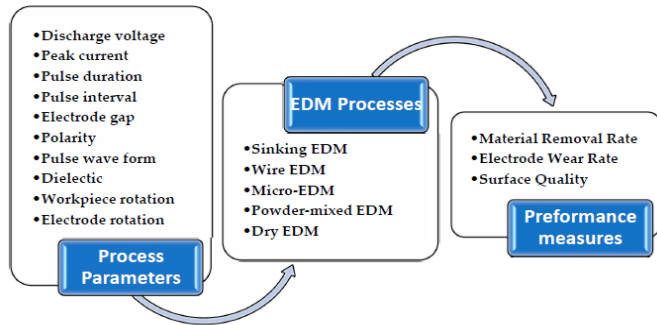 •Discharge voltage
•Peak current
•Pulse duration
•Pulse interval
•Electrode gap
•Polarity
•Pulse wave form
•Dielectric
•Workpiece rotation
•Electrode rotation
Process
Parameters
EDM Processes
•Sinking EDM
•Wire EDM
•Micro-EDM
•Powder-mixed EDM
•Dry EDM
•Material Removal Rate
•Electrode Wear Rate
•Surface Quality
Preformance
measures